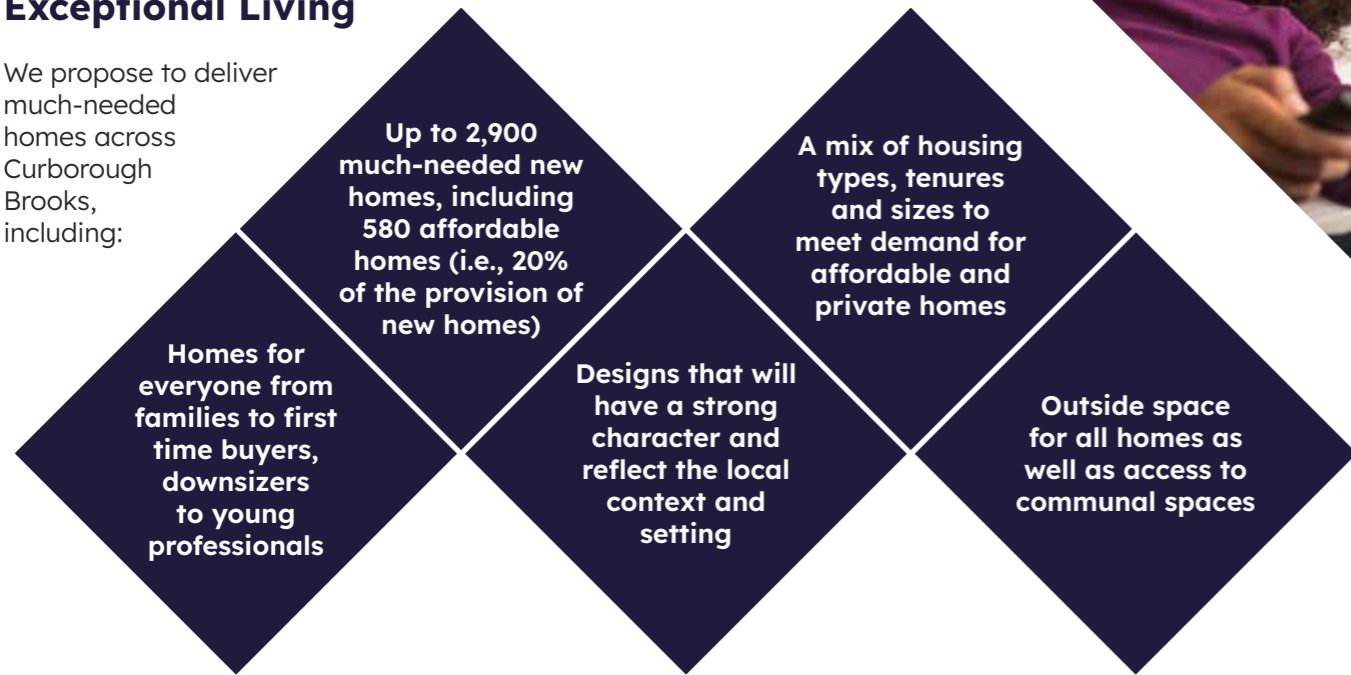 Exceptional Living
We propose to deliver
much-needed
homes across
Curborough
Brooks,
including:
Homes for
everyone from
families to first
time buyers,
downsizers
to young
professionals
Up to 2,900
much-needed new
homes, including
580 affordable
homes (i.e., 20%
of the provision of
new homes)
Designs that will
have a strong
character and
reflect the local
context and
setting
A mix of housing
types, tenures
and sizes to
meet demand for
affordable and
private homes
Outside space
for all homes as
well as access to
communal spaces